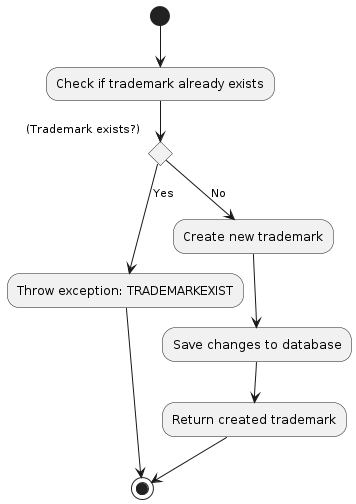 Check if trademark already exists
(Trademark exists?)
Yes
No
Create new trademark
Throw exception: TRADEMARKEXIST
Save changes to database
Return created trademark